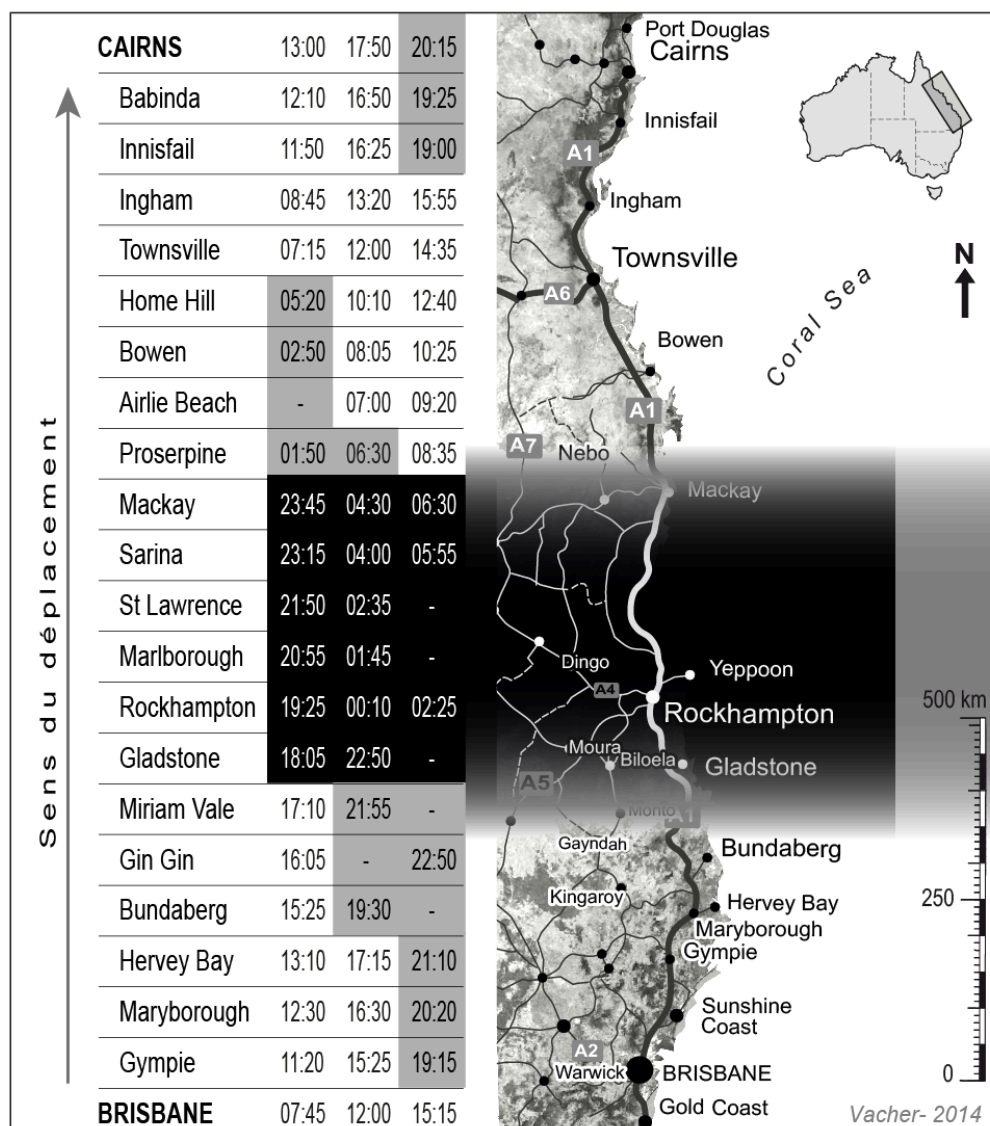 Sens du déplacement
CAIRNS 13:00 17:50 20:15
Babinda 12:10 16:50 19:25
Innisfail 11:50 16:25 19:00
Ingham 08:45 13:20 15:55
Townsville 07:15 12:00 14:35
Home Hill 05:20 10:10 12:40
Bowen 02:50 08:05 10:25
Airlie Beach - 07:00 09:20
Proserpine 01:50 06:30 08:35
Mackay 23:45 04:30 06:30
Sarina 23:15 04:00 05:55
St Lawrence 21:50 02:35 -
Marlborough 20:55 01:45 -
Rockhampton 19:25 00:10 02:25
Gladstone 18:05 22:50 -
Miriam Vale 17:10 21:55 -
Gin Gin 16:05 - 22:50
Bundaberg 15:25 19:30 -
Hervey Bay 13:10 17:15 21:10
Maryborough 12:30 16:30 20:20
Gympie 11:20 15:25 19:15
BRISBANE 07:45 12:00 15:15
Port Douglas
Cairns
Innisfail
A1
Ingham
Townsville
A6
N
Coral Sea
Bowen
A1
A7
Nebo
Mackay
Dingo
Yeppoon
A4
Rockhampton
500 km
Moura
Biloela
Gladstone
A5
Monto
A1
Gayndah
Bundaberg
Kingaroy
Hervey Bay
250
Maryborough
Gympie
Sunshine
Coast
A2
Warwick
BRISBANE
0
Gold Coast
Vacher- 2014